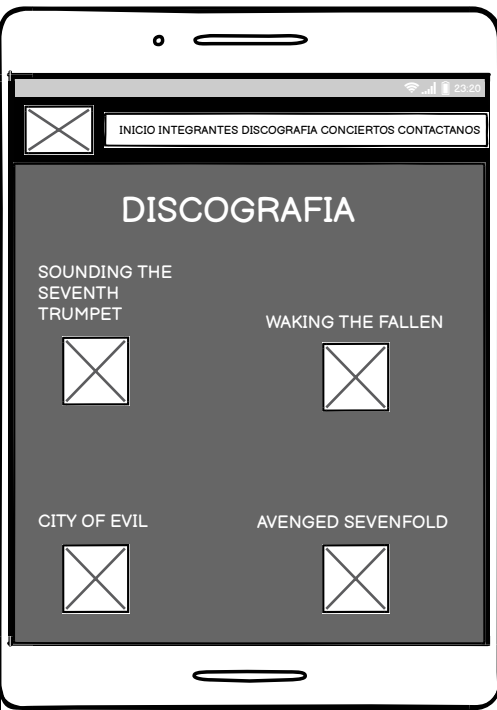 23:20
INICIO INTEGRANTES DISCOGRAFIA CONCIERTOS CONTACTANOS
DISCOGRAFIA
SOUNDING THE
SEVENTH
TRUMPET
WAKING THE FALLEN
CITY OF EVIL
AVENGED SEVENFOLD